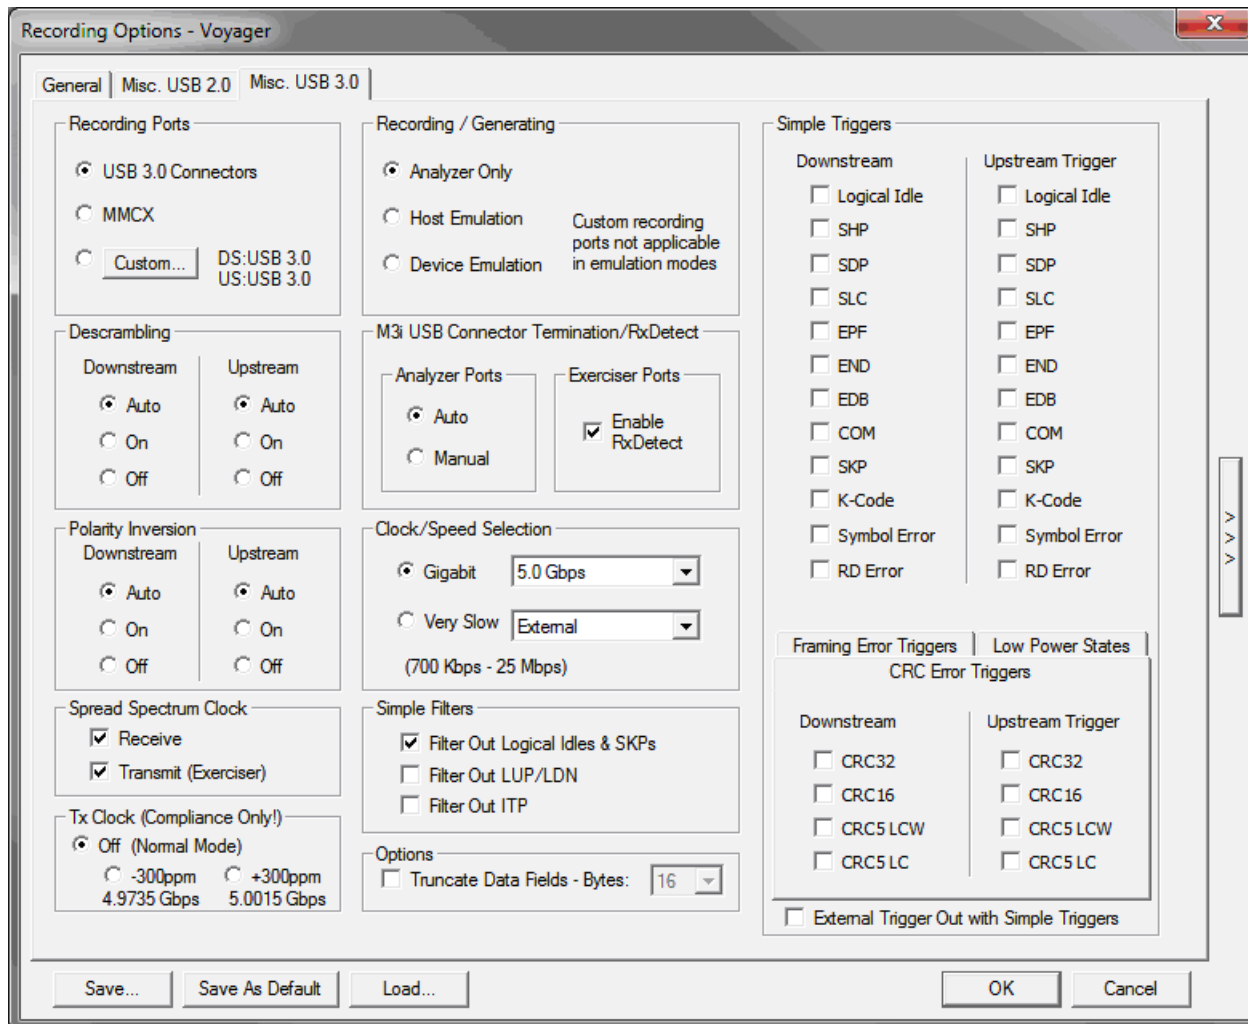 Recording Options - Voyager
X
General
Misc. USB 2.0
Misc. USB 3.0
Recording Ports
USB 3.0 Connectors
MMCX
Custom...
DS:USB 3.0
US:USB 3.0
Recording / Generating
Analyzer Only
Host Emulation
Device Emulation
Custom recording
ports not applicable
in emulation modes
Descrambling
Downstream
Upstream
Auto
Auto
On
On
Off
Off
M3i USB Connector Termination/RxDetect
Analyzer Ports
Auto
Manual
Exerciser Ports
Enable
RxDetect
Polarity Inversion
Downstream
Upstream
Auto
Auto
On
On
Off
Off
Clock/Speed Selection
Gigabit
5.0 Gbps
Very Slow
External
(700 Kbps - 25 Mbps)
Spread Spectrum Clock
Receive
Transmit (Exerciser)
Simple Filters
Filter Out Logical Idles & SKPs
Filter Out LUP/LDN
Filter Out ITP
Tx Clock (Compliance Only!)
Off (Normal Mode)
-300ppm
+300ppm
4.9735 Gbps
5.0015 Gbps
Options
Truncate Data Fields - Bytes:
16
Simple Triggers
Downstream
Upstream Trigger
Logical Idle
Logical Idle
SHP
SHP
SDP
SDP
SLC
SLC
EPF
EPF
END
END
EDB
EDB
COM
COM
SKP
SKP
K-Code
K-Code
Symbol Error
Symbol Error
RD Error
RD Error
Framing Error Triggers
Low Power States
CRC Error Triggers
Downstream
Upstream Trigger
CRC32
CRC32
CRC16
CRC16
CRC5 LCW
CRC5 LCW
CRC5 LC
CRC5 LC
External Trigger Out with Simple Triggers
>
>
>
Save...
Save As Default
Load...
OK
Cancel